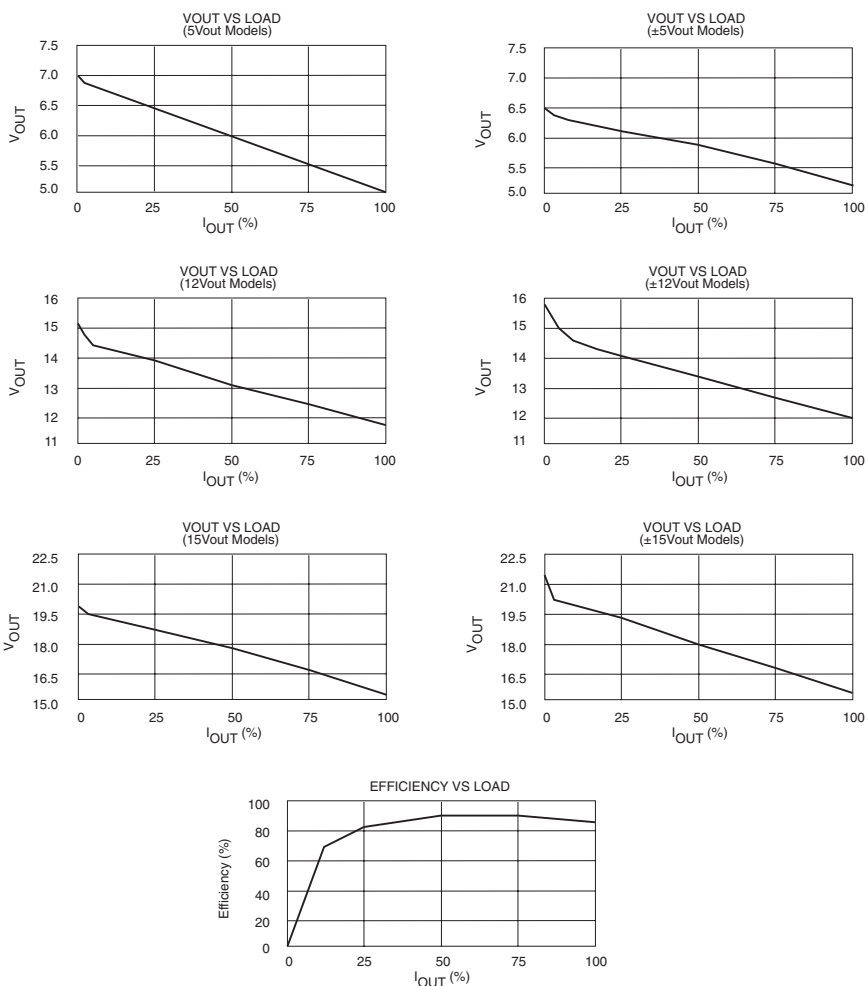 VOUT VS LOAD
(5Vout Models)
7.5
7.0
6.5
6.0
5.5
5.0
VOUT
0 25 50 75 100
IOUT (%)
VOUT VS LOAD
(±5Vout Models)
7.5
7.0
6.5
6.0
5.5
5.0
VOUT
0 25 50 75 100
IOUT (%)
VOUT VS LOAD
(12Vout Models)
16
15
14
13
12
11
VOUT
0 25 50 75 100
IOUT (%)
VOUT VS LOAD
(±12Vout Models)
16
15
14
13
12
11
VOUT
0 25 50 75 100
IOUT (%)
VOUT VS LOAD
(15Vout Models)
22.5
21.0
19.5
18.0
16.5
15.0
VOUT
0 25 50 75 100
IOUT (%)
VOUT VS LOAD
(±15Vout Models)
22.5
21.0
19.5
18.0
16.5
15.0
VOUT
0 25 50 75 100
IOUT (%)
EFFICIENCY VS LOAD
100
80
60
40
20
0
Efficiency (%)
0 25 50 75 100
IOUT (%)